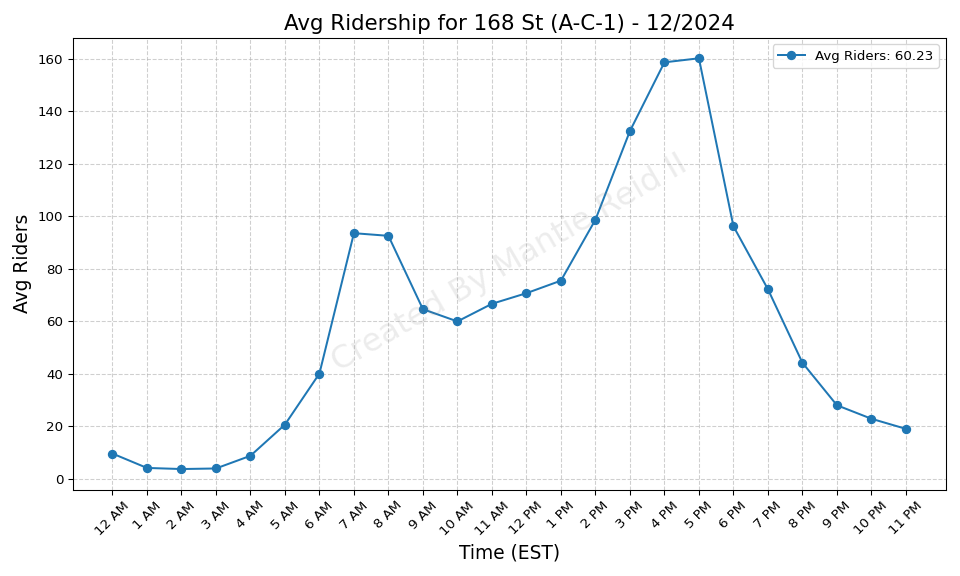 Avg Ridership for 168 St (A-C-1) - 12/2024
Avg Riders: 60.23
160
140
120
100
80
60
40
20
0
Avg Riders
Created By Mantie Reid II
12 AM
1 AM
2 AM
3 AM
4 AM
5 AM
6 AM
7 AM
8 AM
9 AM
10 AM
11 AM
12 PM
1 PM
2 PM
3 PM
4 PM
5 PM
6 PM
7 PM
8 PM
9 PM
10 PM
11 PM
Time (EST)